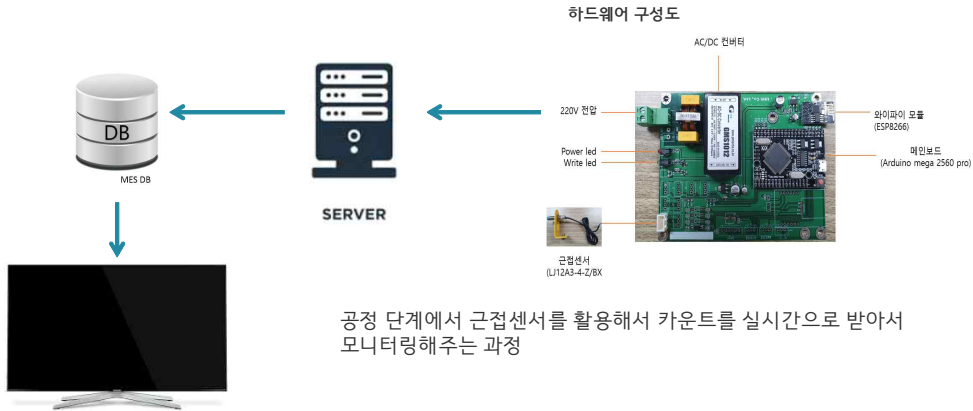 하드웨어 구성도
AC/DC 컨버터
220V 전압
와이파이 모듈
(ESP8266)
Power led
Write led
메인보드
(Arduino mega 2560 pro)
GMS1012
DB
MES DB
SERVER
근접센서
(LJ12A3-4-Z/BX
공정 단계에서 근접센서를 활용해서 카운트를 실시간으로 받아서
모니터링해주는 과정